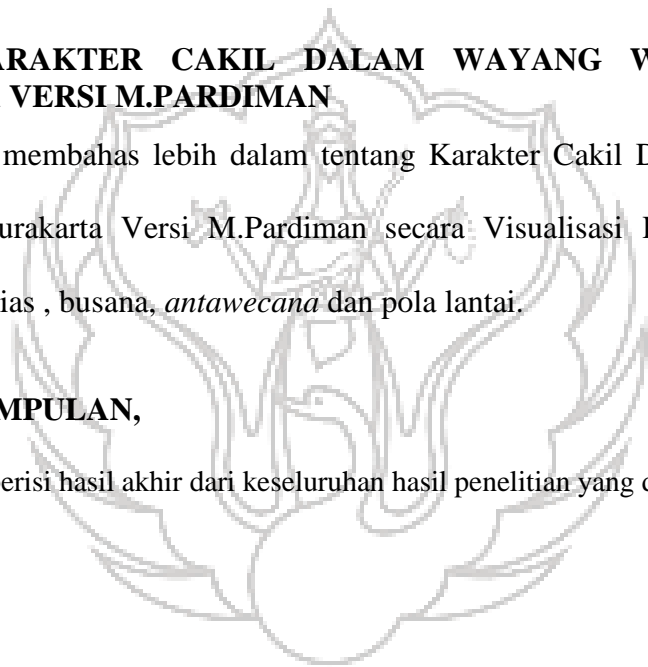 ARAKTER CAKIL DALAM WAYANG W
VERSI M.PARDIMAN
membahas lebih dalam tentang Karakter Cakil D
urakarta Versi M.Pardiman secara Visualisasi
ias , busana, antawecana dan pola lantai.
MPULAN,
erisi hasil akhir dari keseluruhan hasil penelitian yang